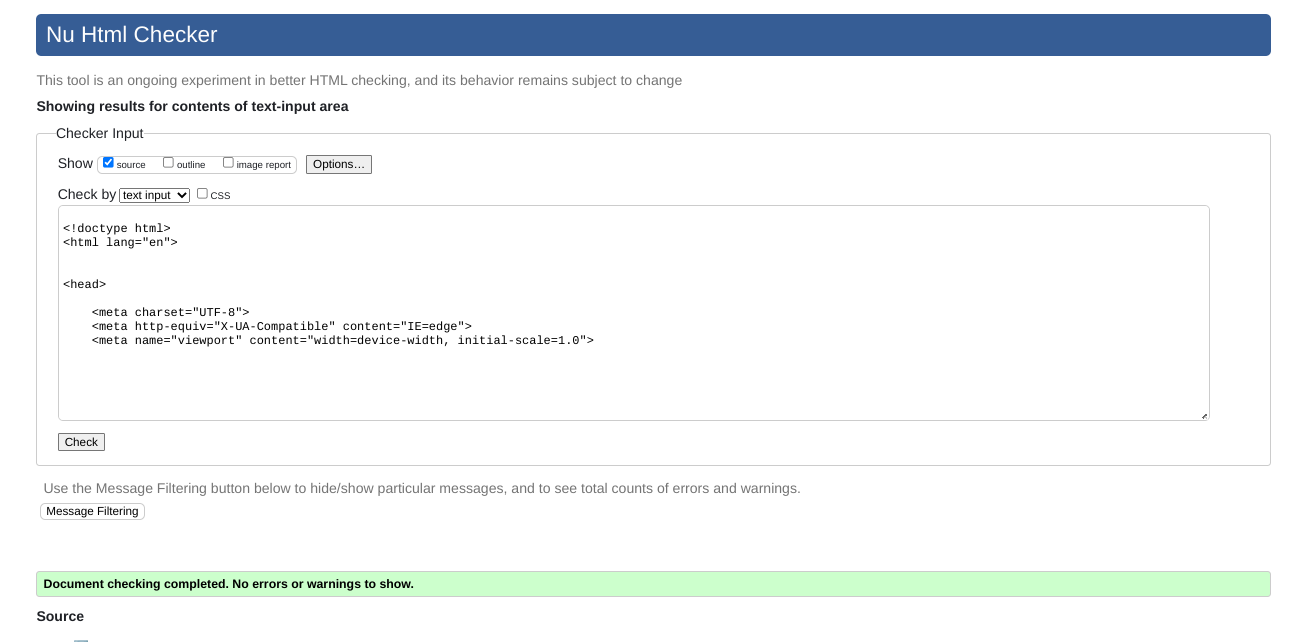 Nu Html Checker
This tool is an ongoing experiment in better HTML checking, and its behavior remains subject to change
Showing results for contents of text-input area
Checker Input
Show source outline image report Options...
Check by text input CSS
<!doctype html>
<html lang="en">
<head>
<meta charset="UTF-8">
<meta http-equiv="X-UA-Compatible" content="IE=edge">
<meta name="viewport" content="width=device-width, initial-scale=1.0">
Check
Use the Message Filtering button below to hide/show particular messages, and to see total counts of errors and warnings.
Message Filtering
Document checking completed. No errors or warnings to show.
Source